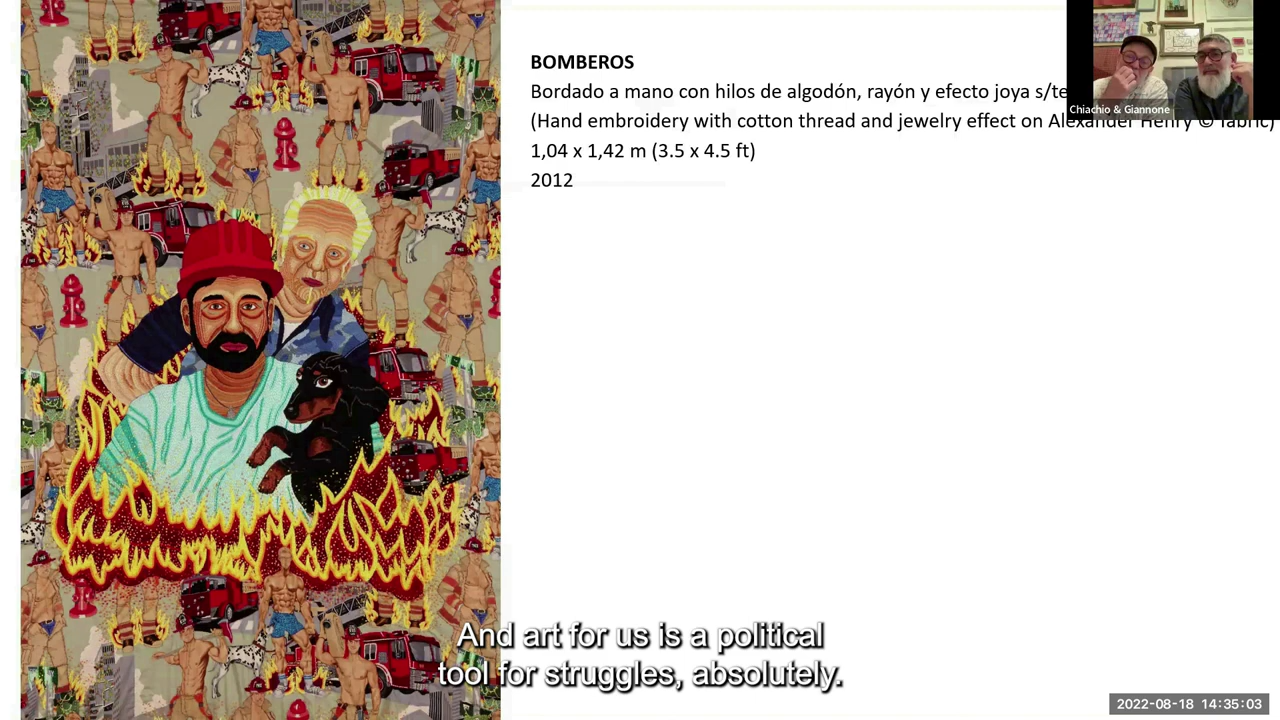 BOMBEROS
Bordado a mano con hilos de algodón, rayón y efecto joya s/te
(Hand embroidery with cotton thread and jewelry effect on Alexander Henry © fabric)
1,04 x 1,42 m (3.5 x 4.5 ft)
2012
Chiachio & Giannone
And art for us is a political
tool for struggles, absolutely.
2022-08-18 14:35:03